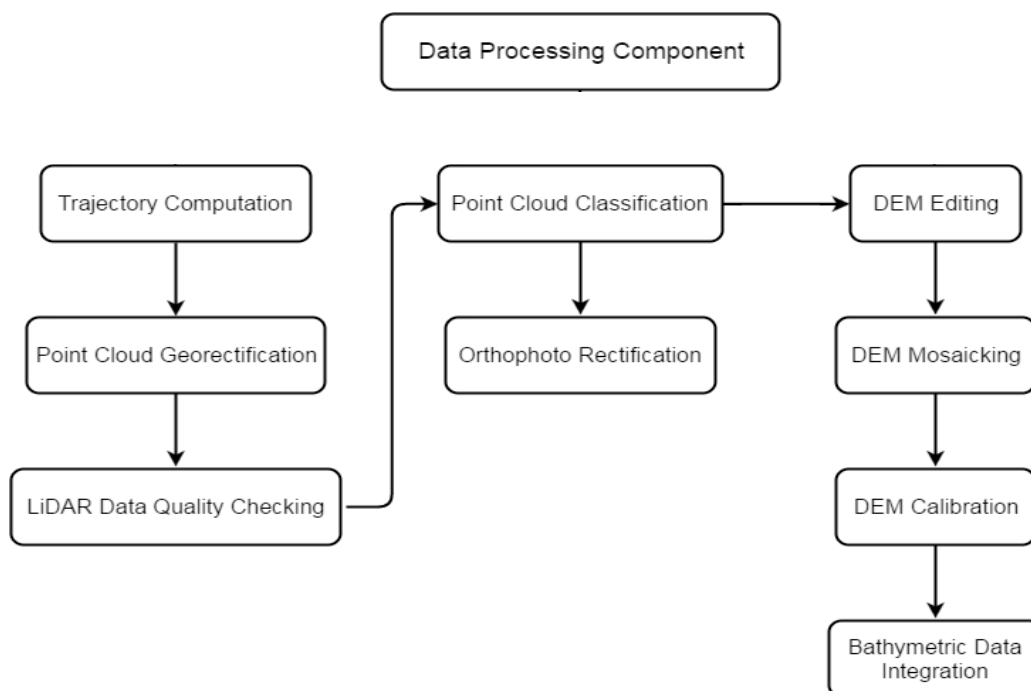 Data Processing Component
Trajectory Computation
Point Cloud Georectification
LiDAR Data Quality Checking
Point Cloud Classification
Orthophoto Rectification
DEM Editing
DEM Mosaicking
DEM Calibration
Bathymetric Data
Integration